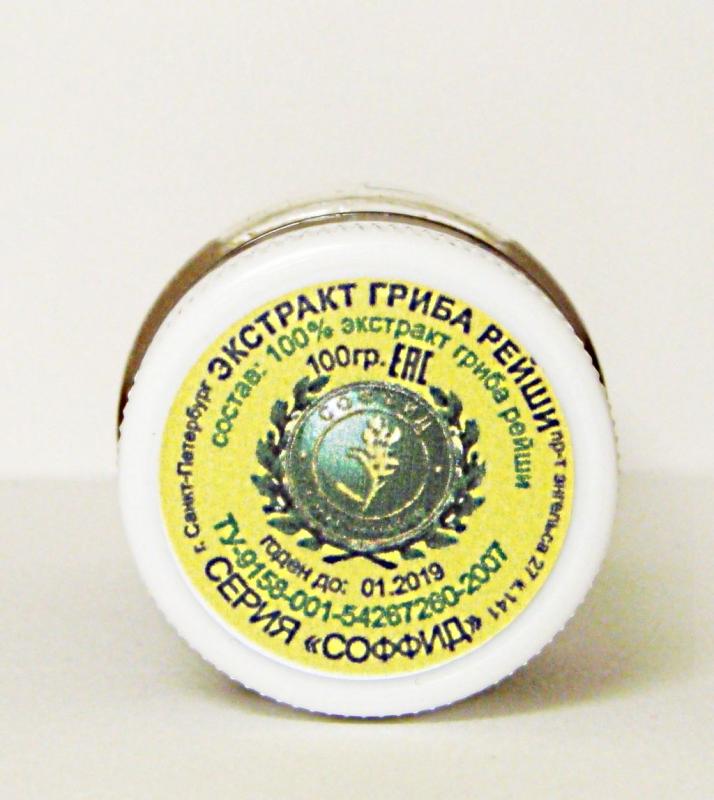 ЭКСТРАКТ ГРИБА РЕЙШИ
состав: 100% экстракт гриба рейши
100гр. ЕАС
СОФФИД
г. Санкт-Петербург
пр-т Энгельса 27 к.141
годен до: 01.2019
ТУ-9158-001-54267260-2007
СЕРИЯ «СОФФИД«